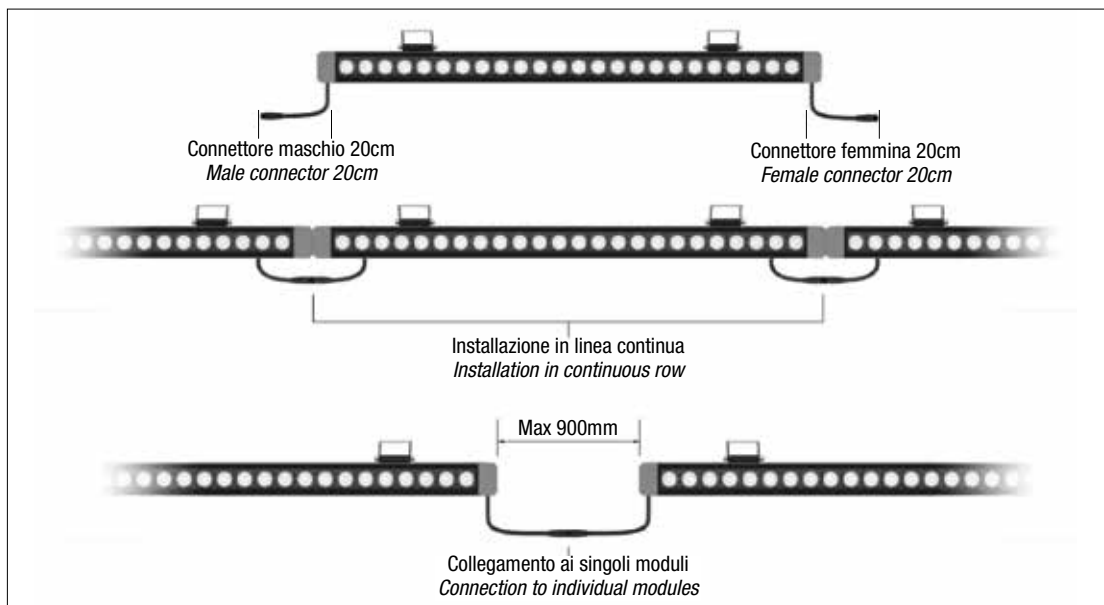 Connettore maschio 20cm
Male connector 20cm
Connettore femmina 20cm
Female connector 20cm
Installazione in linea continua
Installation in continuous row
Max 900mm
Collegamento ai singoli moduli
Connection to individual modules